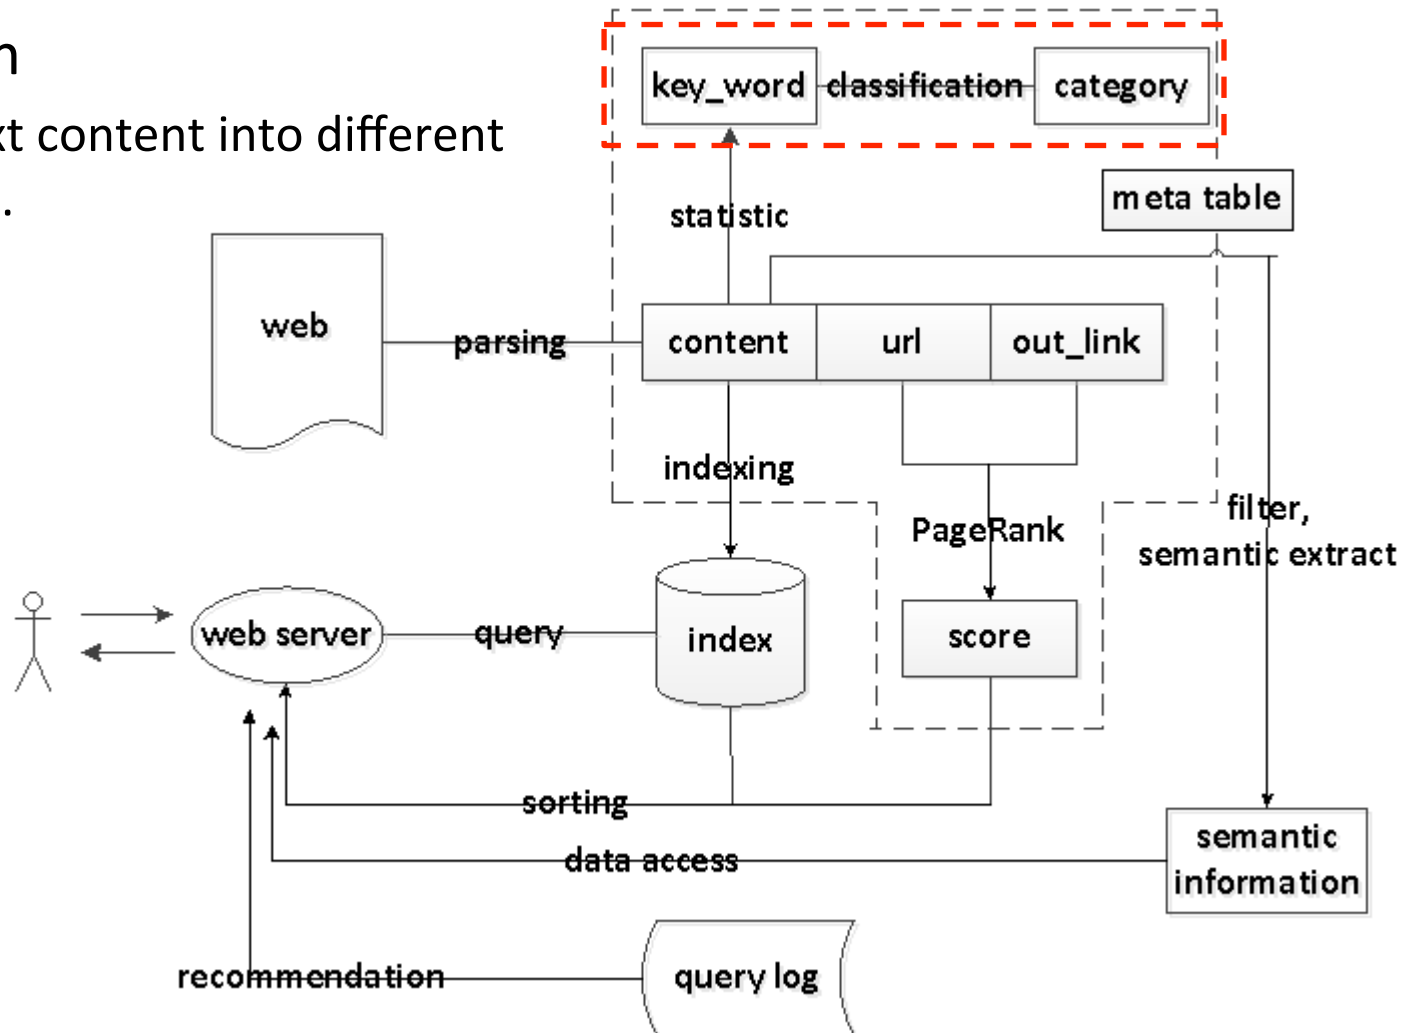 n
xt content into different
.
key_word classification category
meta table
statistic
web
parsing
content url out_link
indexing
filter,
semantic extract
PageRank
web server
query
index
score
sorting
semantic
information
data access
recommendation
query log